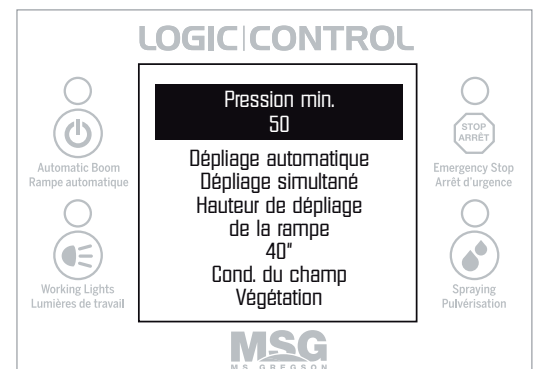 LOGIC|CONTROL
Automatic Boom
Rampe automatique
Working Lights
Lumières de travail
Pression min.
50
Dépliage automatique
Dépliage simultané
Hauteur de dépliage
de la rampe
40"
Cond. du champ
Végétation
STOP
ARRÊT
Emergency Stop
Arrêt d'urgence
Spraying
Pulvérisation
MSG
MS GREGSON